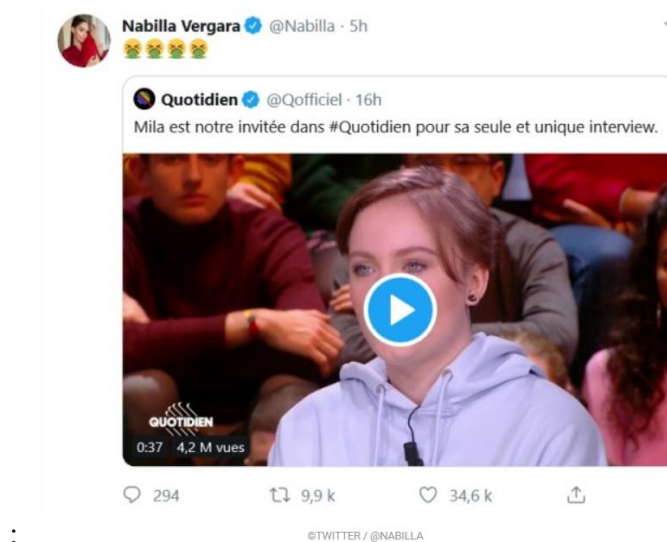 Nabilla Vergara @Nabilla · 5h
🤮🤮🤮🤮
Quotidien @Qofficiel · 16h
Mila est notre invitée dans #Quotidien pour sa seule et unique interview.
QUOTIDIEN
0:37 4,2 M vues
294 9,9 k 34,6 k
:
©TWITTER / @NABILLA